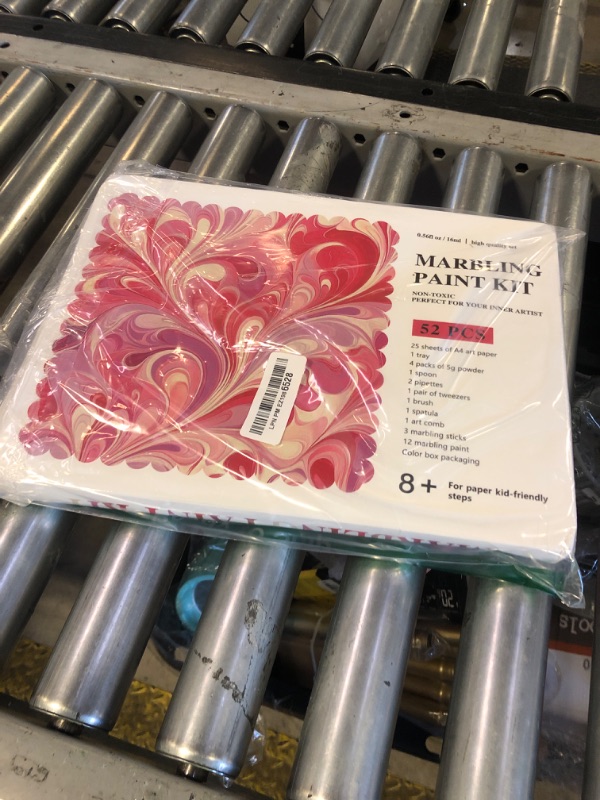 0.56fl oz / 16ml | high quality set
MARBLING
PAINT KIT
NON-TOXIC
PERFECT FOR YOUR INNER ARTIST
52 PCS
25 sheets of A4 art paper
1 tray
4 packs of 5g powder
1 spoon
2 pipettes
1 pair of tweezers
1 brush
1 spatula
1 art comb
3 marbling sticks
12 marbling paint
Color box packaging
8+ For paper kid-friendly
steps
6528